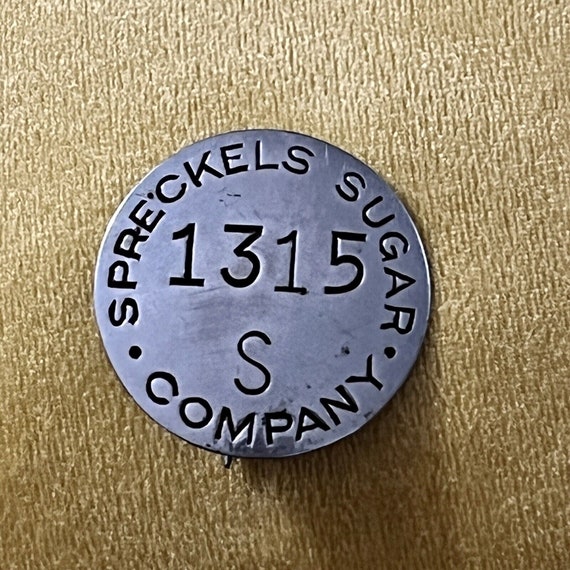 SPRECKELS SUGAR
1315
S
• COMPANY •